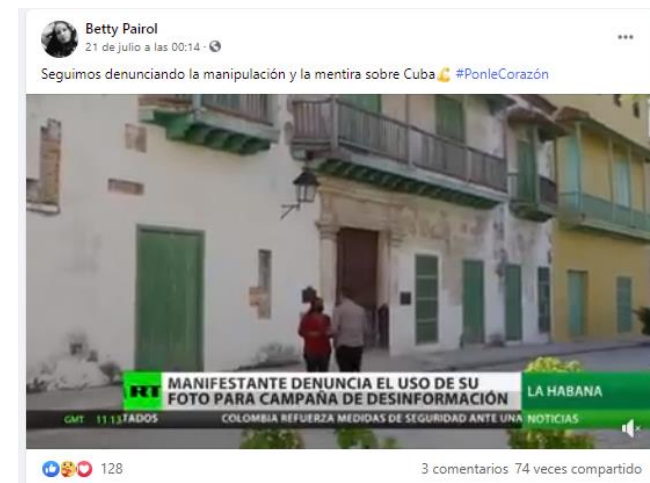 Betty Pairol
21 de julio a las 00:14 ·
Seguimos denunciando la manipulación y la mentira sobre Cuba #PonleCorazón
RT
MANIFESTANTE DENUNCIA EL USO DE SU
FOTO PARA CAMPAÑA DE DESINFORMACIÓN
LA HABANA
GMT 11:13 TADOS COLOMBIA REFUERZA MEDIDAS DE SEGURIDAD ANTE UNA NOTICIAS
128
3 comentarios 74 veces compartido